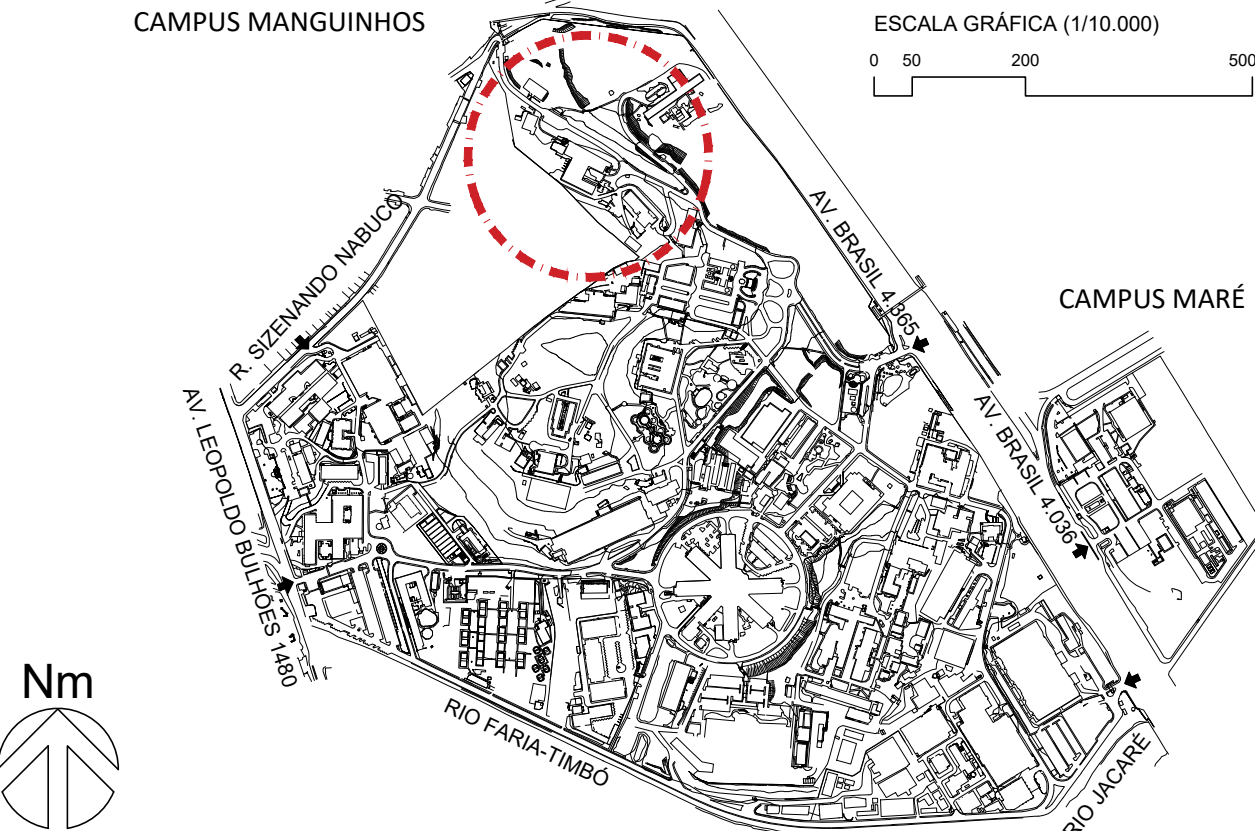 CAMPUS MANGUINHOS
ESCALA GRÁFICA (1/10.000)
0 50 200 500
R. SIZENANDO NABUCO
AV. BRASIL 4.365
CAMPUS MARÉ
AV. LEOPOLDO BULHÕES 1480
AV. BRASIL 4.036
Nm
RIO FARIA-TIMBÓ
RIO JACARÉ